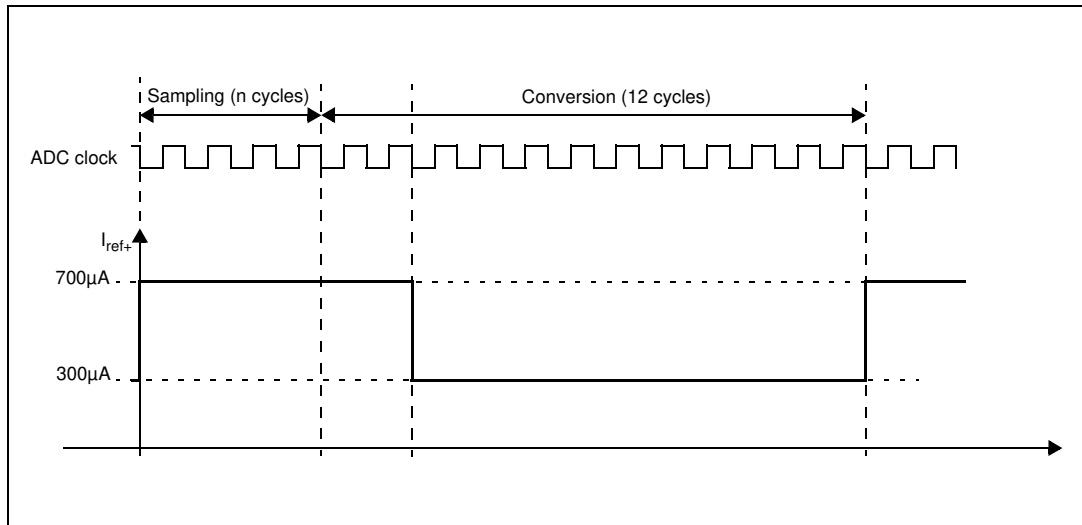 Sampling (n cycles)
Conversion (12 cycles)
ADC clock
Iref+
700µA
300µA